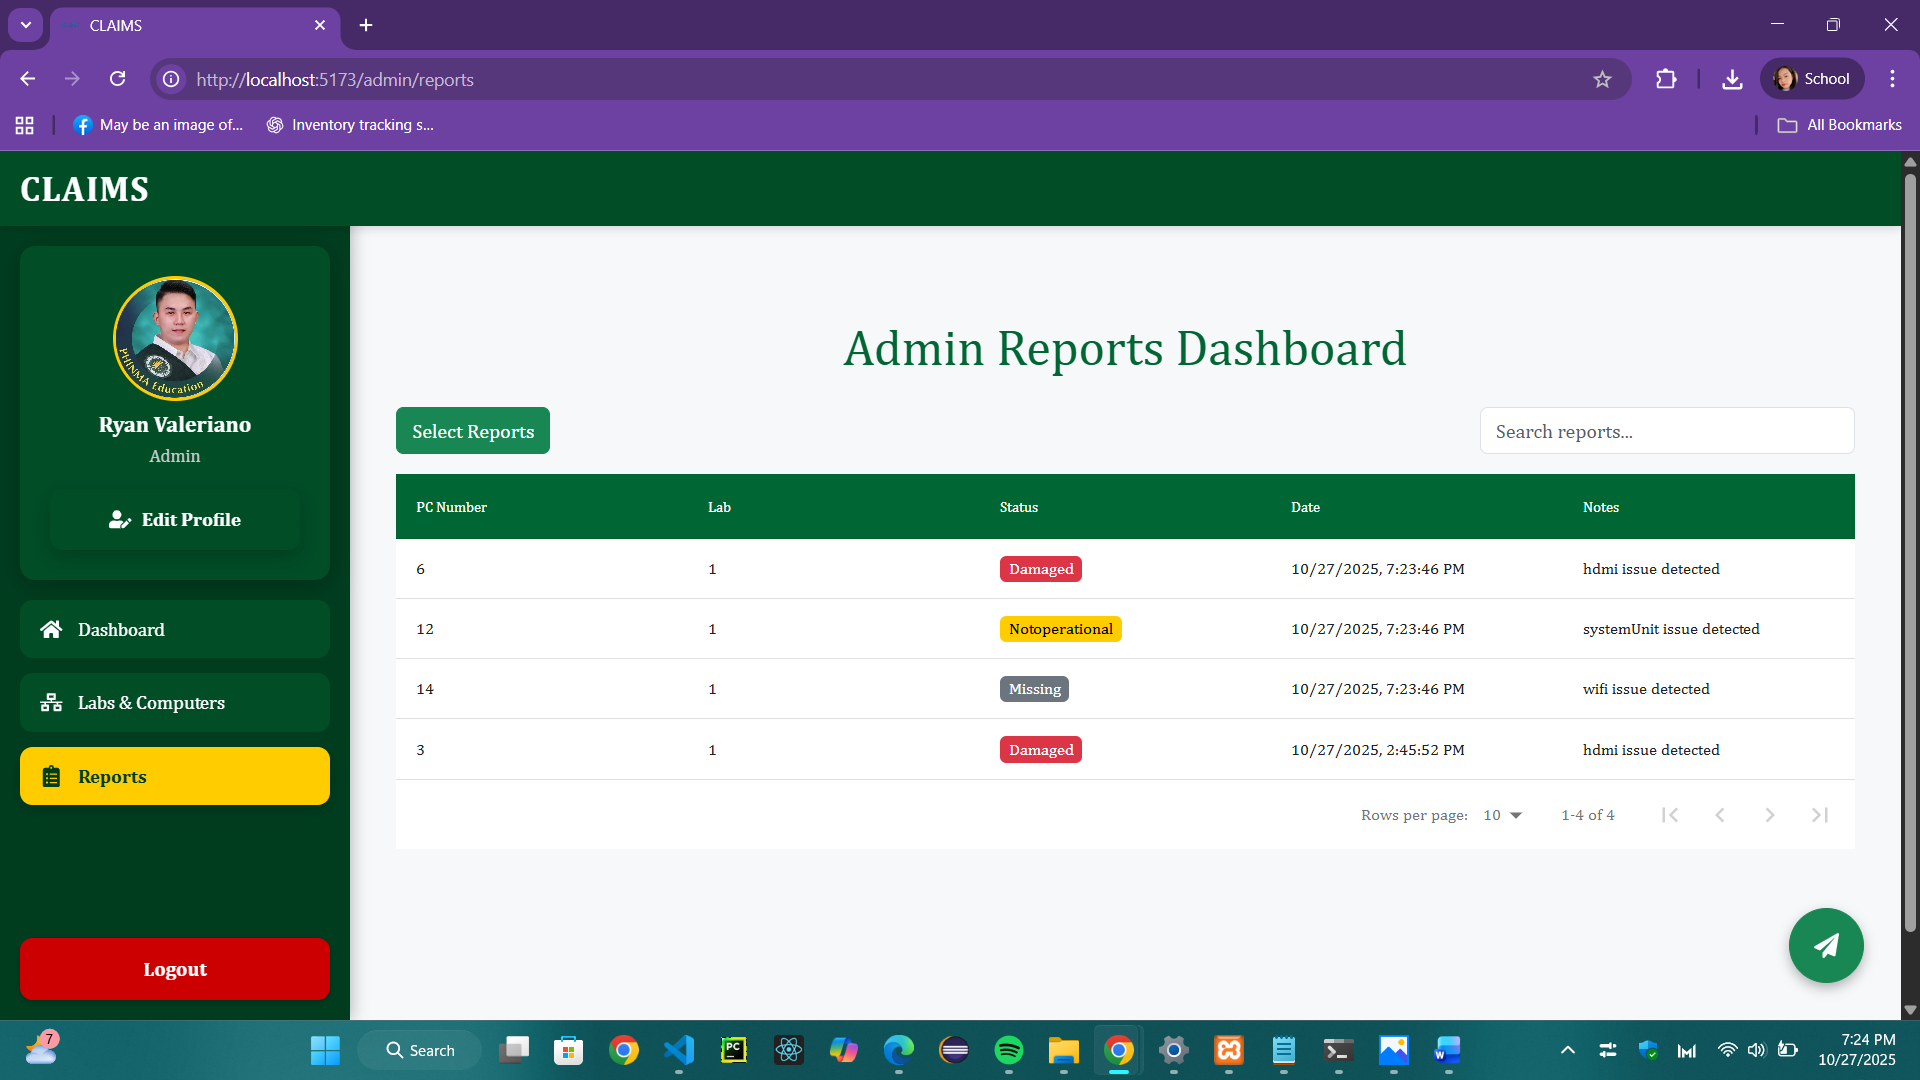 CLAIMS
http://localhost:5173/admin/reports
School
May be an image of...
Inventory tracking s...
All Bookmarks
CLAIMS
PHINMA Education
Ryan Valeriano
Admin
Edit Profile
Dashboard
Labs & Computers
Reports
Logout
Admin Reports Dashboard
Select Reports
Search reports...
PC Number Lab Status Date Notes
6 1 Damaged 10/27/2025, 7:23:46 PM hdmi issue detected
12 1 Notoperational 10/27/2025, 7:23:46 PM systemUnit issue detected
14 1 Missing 10/27/2025, 7:23:46 PM wifi issue detected
3 1 Damaged 10/27/2025, 2:45:52 PM hdmi issue detected
Rows per page: 10 1-4 of 4
7
Search
PC
W
7:24 PM
10/27/2025